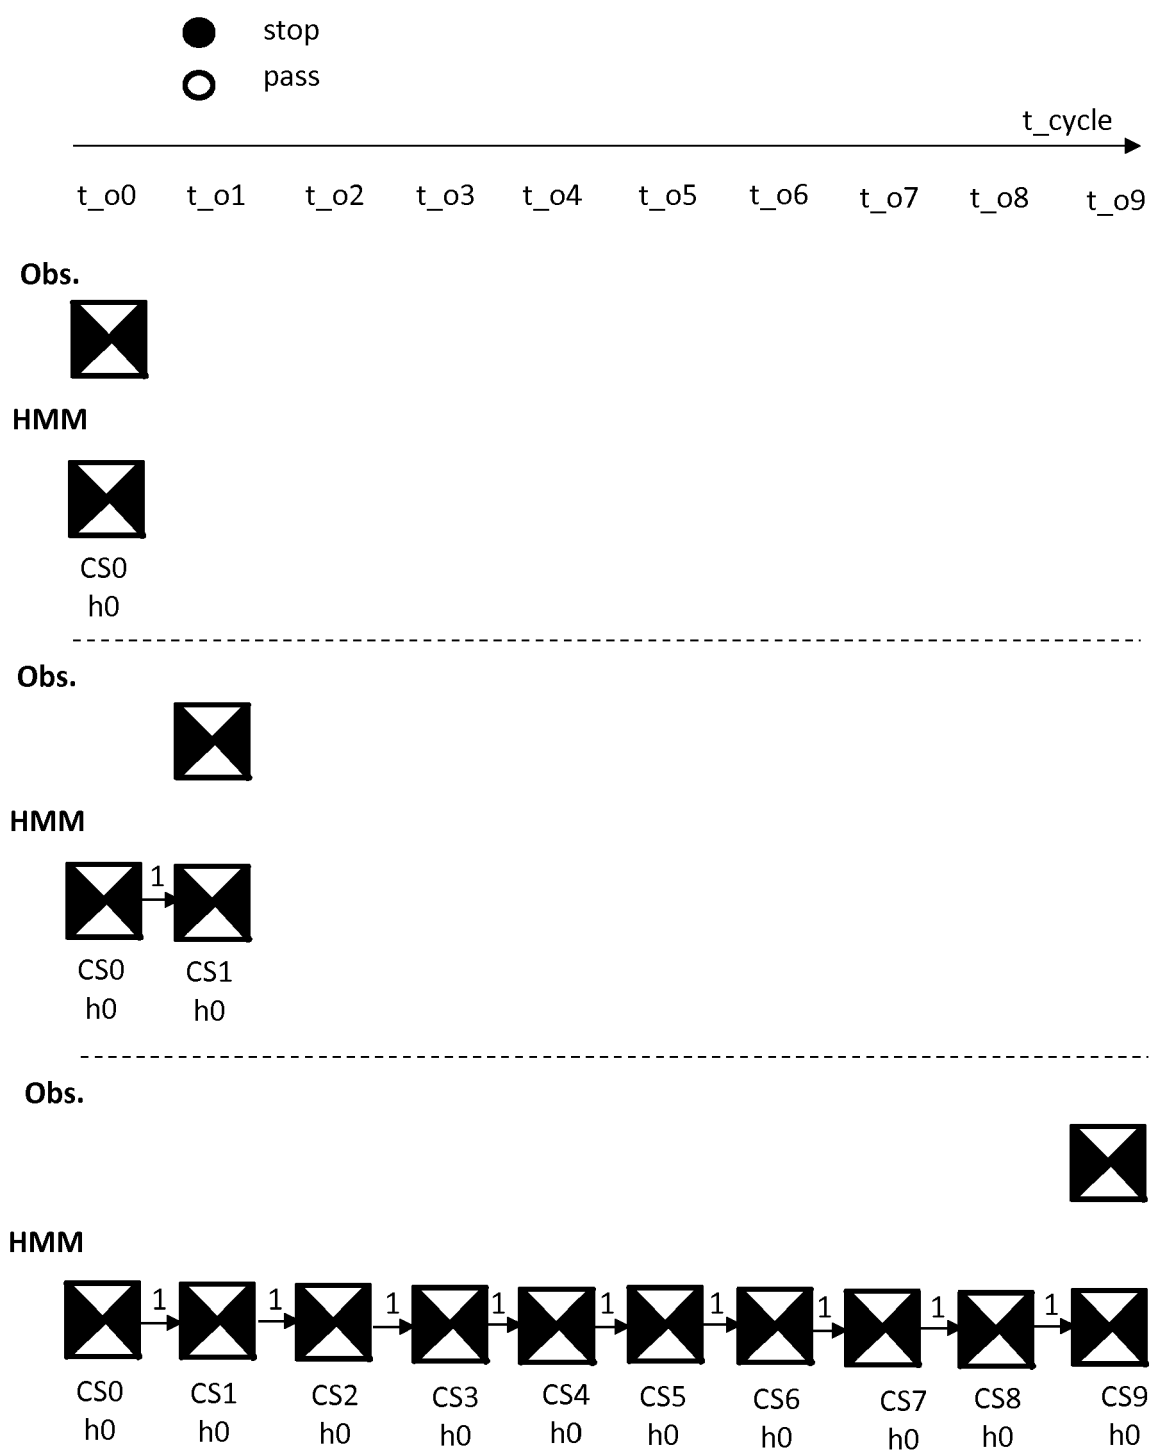 stop
pass
t_cycle
t_o0 t_o1 t_o2 t_o3 t_o4 t_o5 t_o6 t_o7 t_o8 t_o9
Obs.
HMM
CS0
h0
Obs.
HMM
1
CS0 CS1
h0 h0
Obs.
HMM
1 1 1 1 1 1 1 1 1
CS0 CS1 CS2 CS3 CS4 CS5 CS6 CS7 CS8 CS9
h0 h0 h0 h0 h0 h0 h0 h0 h0 h0